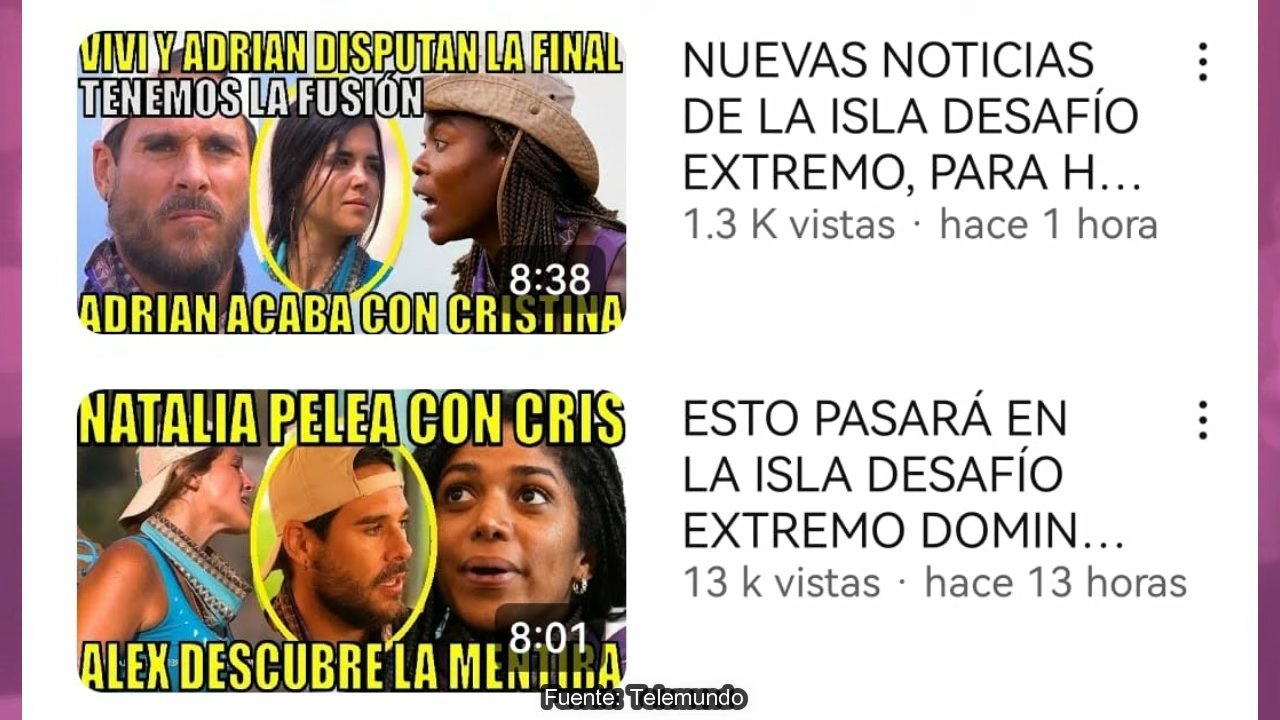 VIVI Y ADRIAN DISPUTAN LA FINAL
TENEMOS LA FUSIÓN
8:38
ADRIAN ACABA CON CRISTINA
NUEVAS NOTICIAS
DE LA ISLA DESAFÍO
EXTREMO, PARA H...
1.3 K vistas · hace 1 hora
NATALIA PELEA CON CRIS
8:01
ALEX DESCUBRE LA MENTIRA
ESTO PASARÁ EN
LA ISLA DESAFÍO
EXTREMO DOMIN...
13 k vistas · hace 13 horas
Fuente: Telemundo